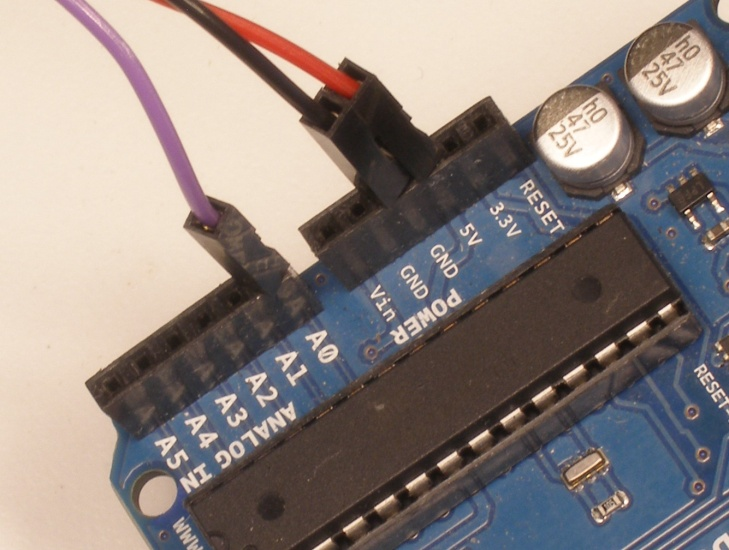 h0
47
25V
h0
47
25V
RESET
3.3V
5V
GND
GND
Vin
POWER
A0
A1
A2
A3
A4
A5
ANALOG IN
RESET
WWW